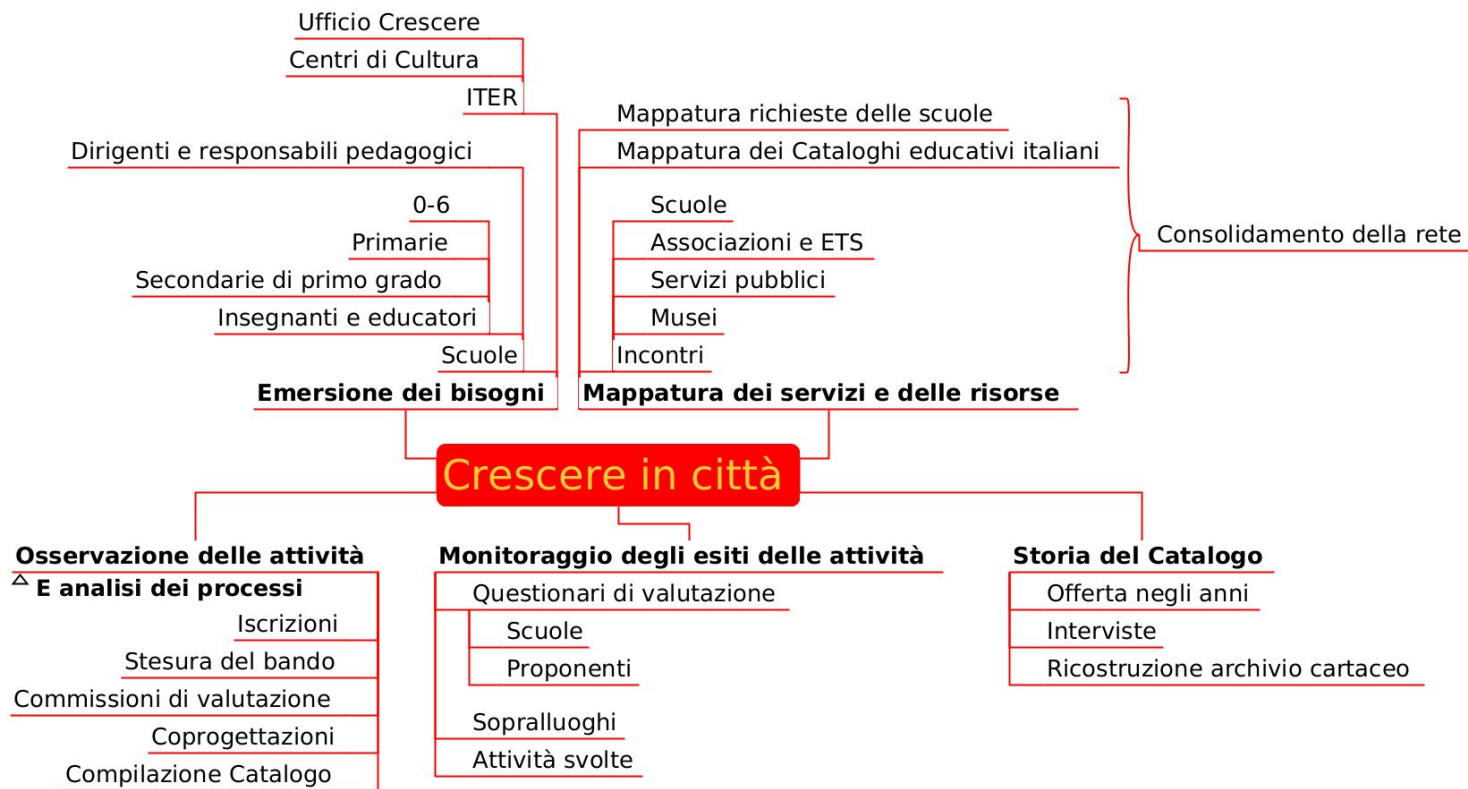 Ufficio Crescere
Centri di Cultura
ITER
Dirigenti e responsabili pedagogici
0-6
Primarie
Secondarie di primo grado
Insegnanti e educatori
Scuole
Emersione dei bisogni
Mappatura richieste delle scuole
Mappatura dei Cataloghi educativi italiani
Scuole
Associazioni e ETS
Servizi pubblici
Musei
Incontri
Mappatura dei servizi e delle risorse
Consolidamento della rete
Crescere in città
Osservazione delle attività
E analisi dei processi
Iscrizioni
Stesura del bando
Commissioni di valutazione
Coprogettazioni
Compilazione Catalogo
Monitoraggio degli esiti delle attività
Questionari di valutazione
Scuole
Proponenti
Sopralluoghi
Attività svolte
Storia del Catalogo
Offerta negli anni
Interviste
Ricostruzione archivio cartaceo